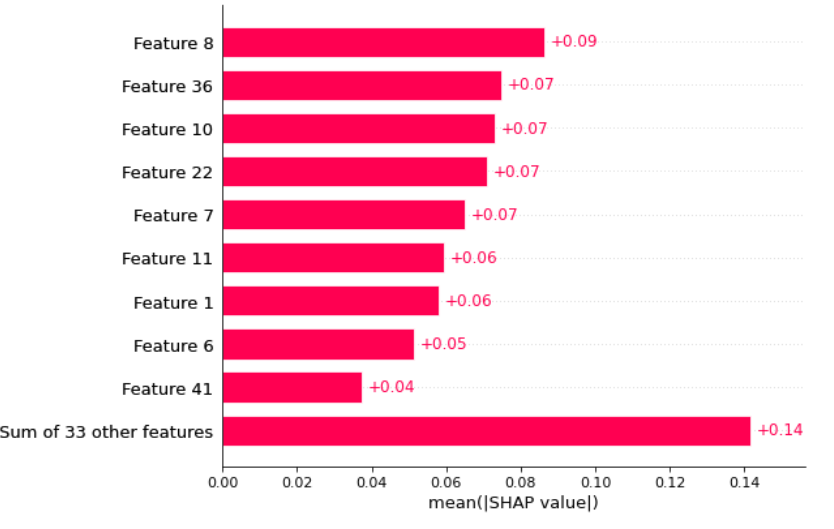 Feature 8 +0.09
Feature 36 +0.07
Feature 10 +0.07
Feature 22 +0.07
Feature 7 +0.07
Feature 11 +0.06
Feature 1 +0.06
Feature 6 +0.05
Feature 41 +0.04
Sum of 33 other features +0.14
0.00 0.02 0.04 0.06 0.08 0.10 0.12 0.14
mean(|SHAP value|)